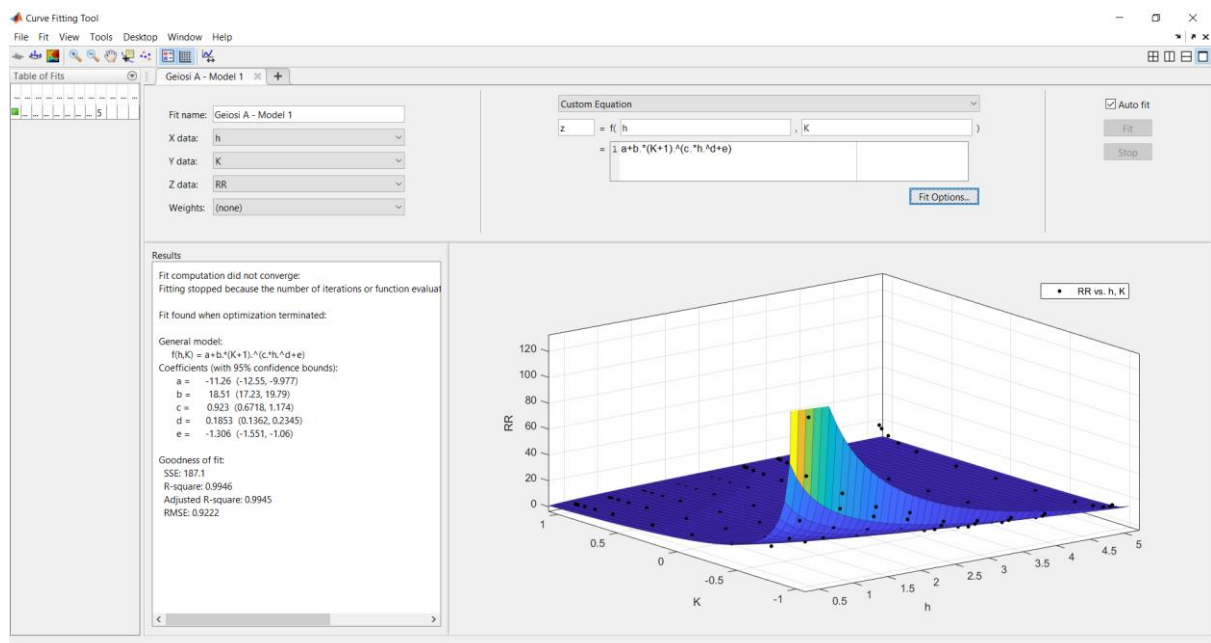 Curve Fitting Tool
File Fit View Tools Desktop Window Help
Table of Fits
Geiosi A - Model 1
5
Fit name: Geiosi A - Model 1
X data: h
Y data: K
Z data: RR
Weights: (none)
Custom Equation
z = f( h , K )
= 1 a+b.*(K+1).^(c.*h.^d+e)
Fit Options...
Auto fit
Fit
Stop
Results
Fit computation did not converge:
Fitting stopped because the number of iterations or function evaluat
Fit found when optimization terminated:
General model:
f(h,K) = a+b.*(K+1).^(c.*h.^d+e)
Coefficients (with 95% confidence bounds):
a = -11.26 (-12.55, -9.977)
b = 18.51 (17.23, 19.79)
c = 0.923 (0.6718, 1.174)
d = 0.1853 (0.1362, 0.2345)
e = -1.306 (-1.551, -1.06)
Goodness of fit:
SSE: 187.1
R-square: 0.9946
Adjusted R-square: 0.9945
RMSE: 0.9222
RR vs. h, K
120
100
80
60
40
20
0
RR
1
0.5
0
-0.5
-1
K
0.5
1
1.5
2
2.5
3
3.5
4
4.5
5
h